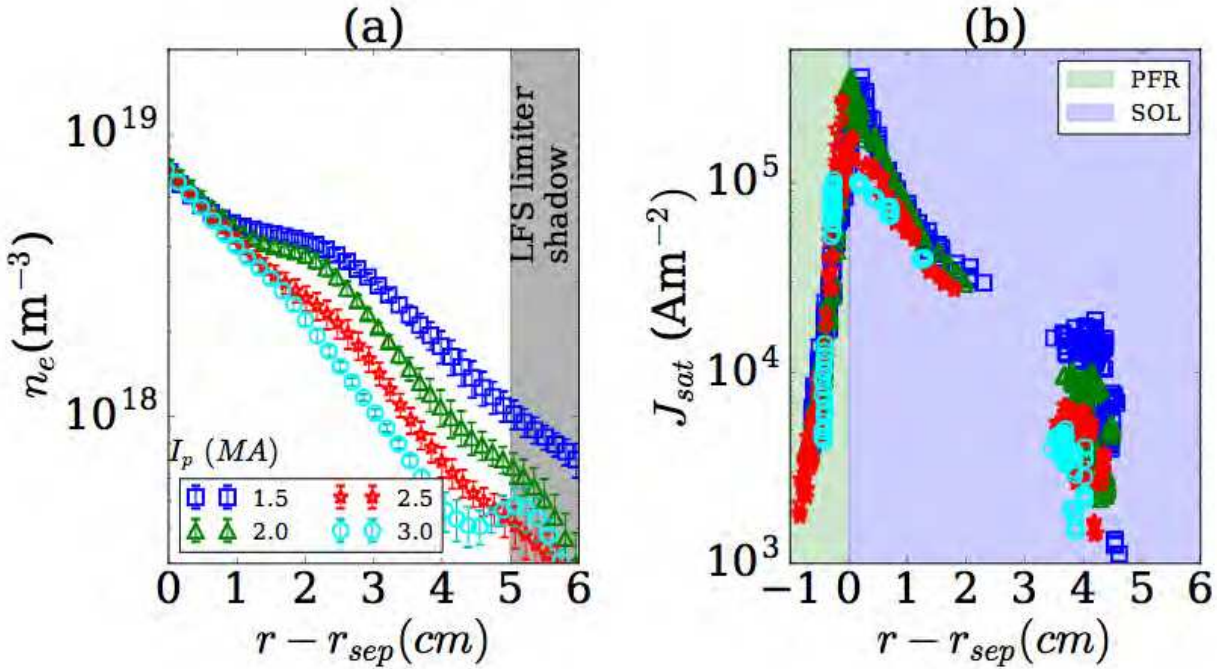 (a)
10^19
10^18
n_e(m^−3)
LFS limiter
shadow
I_p (MA)
1.5 2.5
2.0 3.0
0 1 2 3 4 5 6
r − r_sep(cm)
(b)
PFR
SOL
10^5
10^4
10^3
J_sat (Am^−2)
−1 0 1 2 3 4 5 6
r − r_sep(cm)